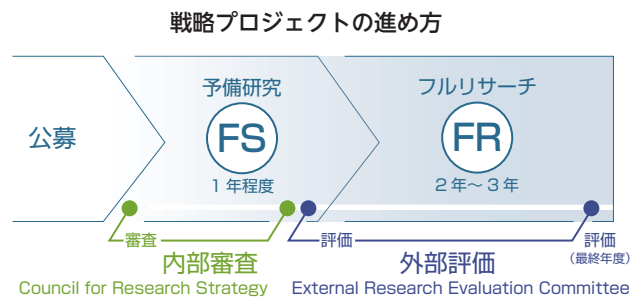 戦略プロジェクトの進め方
公募
予備研究
FS
1年程度
フルリサーチ
FR
2年～3年
審査
評価
評価
（最終年度）
内部審査
Council for Research Strategy
外部評価
External Research Evaluation Committee